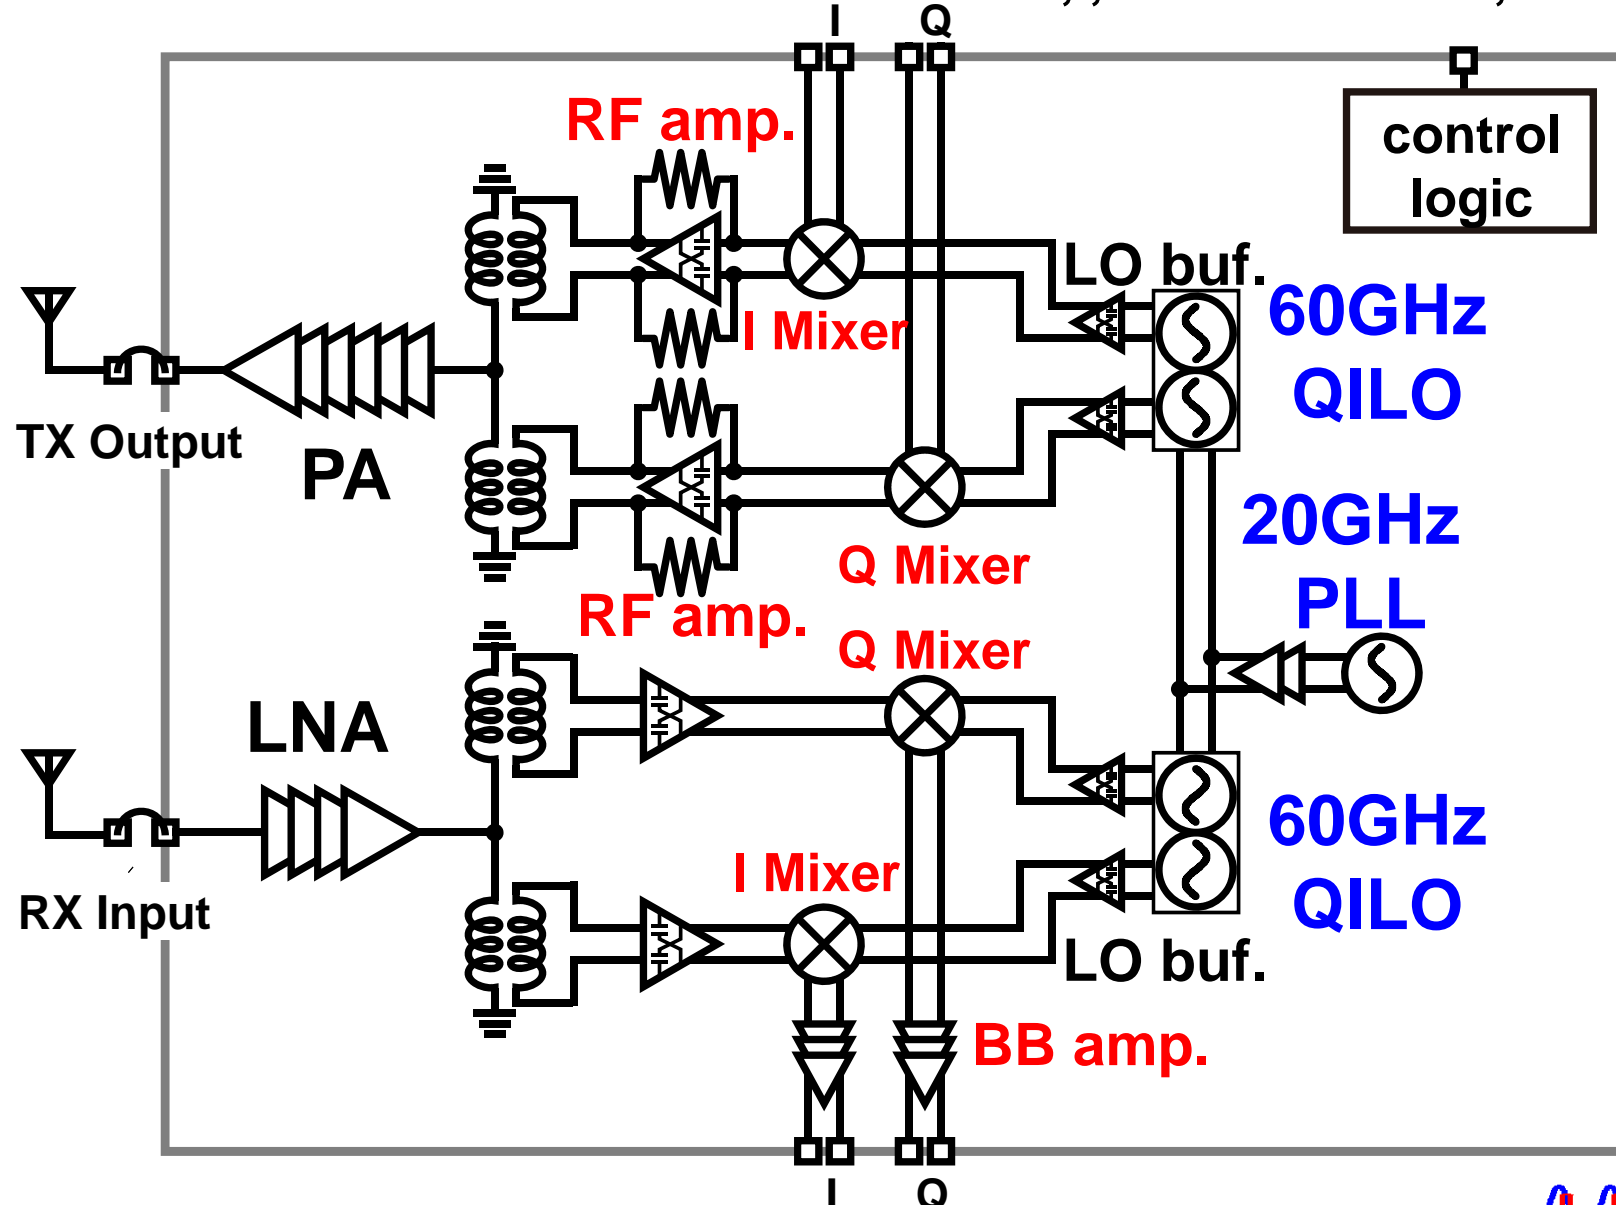 I Q
RF amp.
control
logic
LO buf.
I Mixer
60GHz
QILO
TX Output
PA
20GHz
PLL
Q Mixer
RF amp.
Q Mixer
LNA
60GHz
QILO
I Mixer
RX Input
LO buf.
BB amp.
I Q